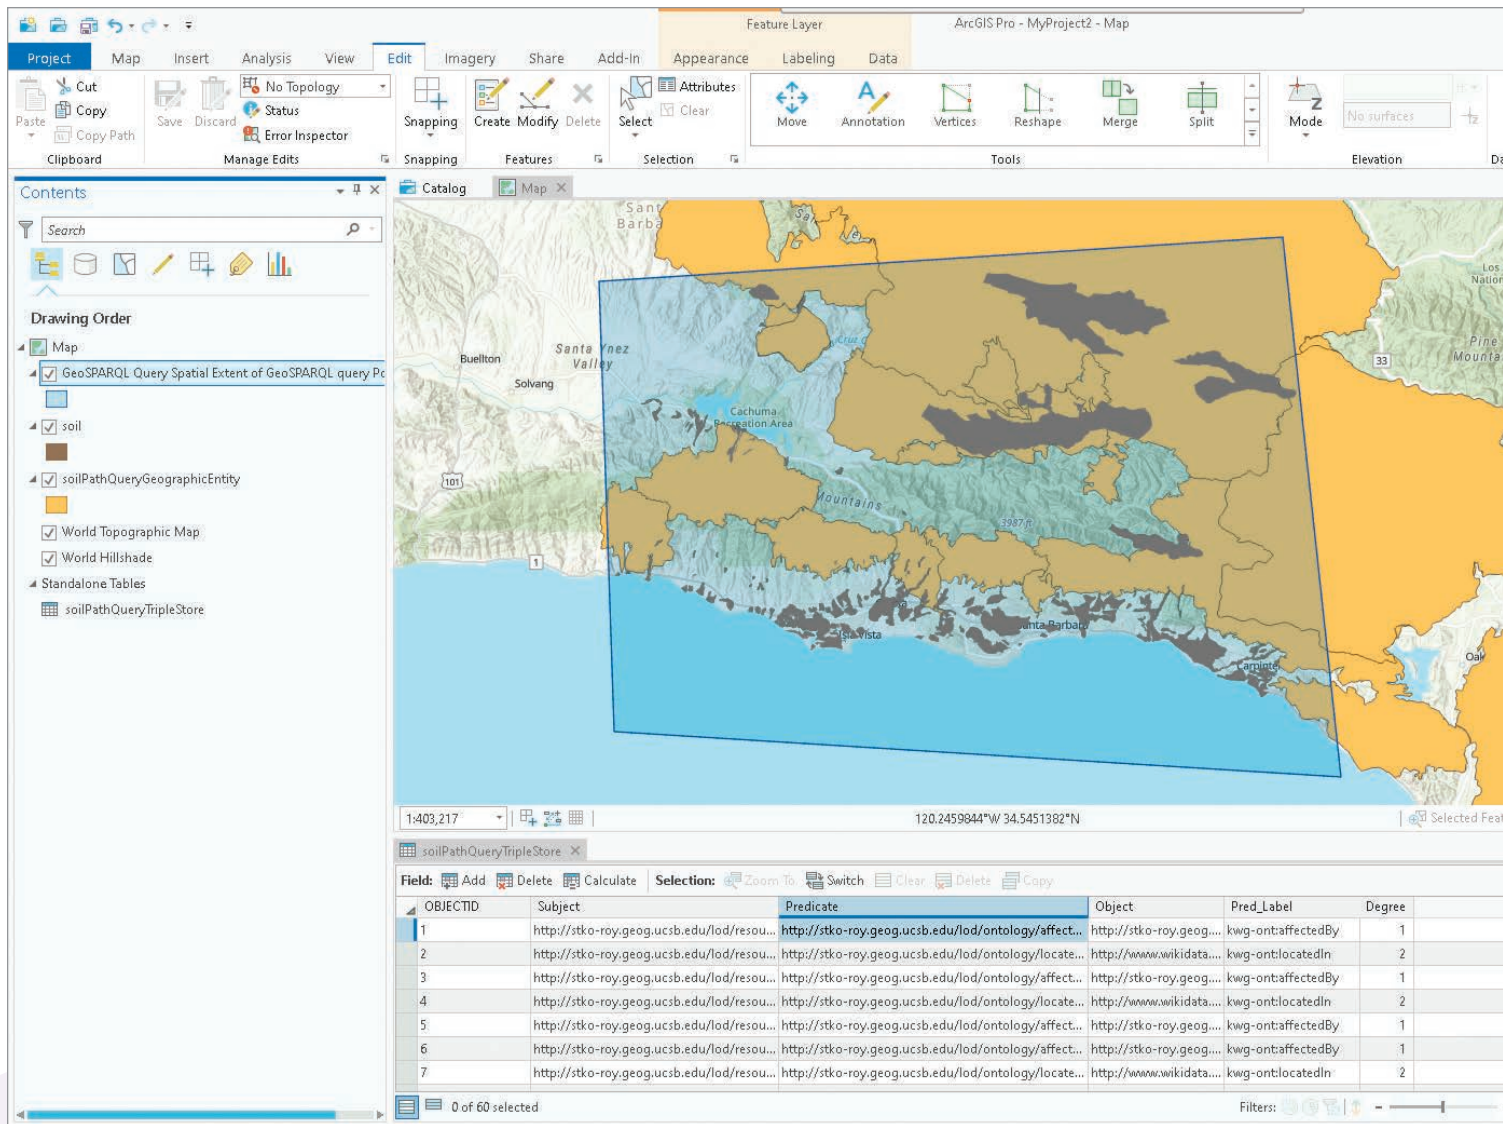 Feature Layer
ArcGIS Pro - MyProject2 - Map
Project Map Insert Analysis View Edit Imagery Share Add-In Appearance Labeling Data
Cut
Copy
Copy Path
Paste
Clipboard
Save Discard
No Topology
Status
Error Inspector
Manage Edits
Snapping
Snapping
Create Modify Delete
Features
Select
Attributes
Clear
Selection
Move Annotation Vertices Reshape Merge Split
Tools
Mode
No surfaces
Elevation
Contents
Search
Drawing Order
Map
GeoSPARQL Query Spatial Extent of GeoSPARQL query Pc
soil
soilPathQueryGeographicEntity
World Topographic Map
World Hillshade
Standalone Tables
soilPathQueryTripleStore
Catalog Map
Sant
Barba
Los
Nation
Pine
Mounta
33
Buellton
Santa Ynez
Valley
Solvang
Cachuma
Recreation Area
101
Mountains
3987 ft
1
Isla Vista
Santa Barbar
Carpinte
Oak
1:403,217
120.2459844°W 34.5451382°N
Selected Feat
soilPathQueryTripleStore
Field: Add Delete Calculate Selection: Zoom To Switch Clear Delete Copy
OBJECTID Subject Predicate Object Pred_Label Degree
1 http://stko-roy.geog.ucsb.edu/lod/resou... http://stko-roy.geog.ucsb.edu/lod/ontology/affect... http://stko-roy.geog.... kwg-ont:affectedBy 1
2 http://stko-roy.geog.ucsb.edu/lod/resou... http://stko-roy.geog.ucsb.edu/lod/ontology/locate... http://www.wikidata.... kwg-ont:locatedIn 2
3 http://stko-roy.geog.ucsb.edu/lod/resou... http://stko-roy.geog.ucsb.edu/lod/ontology/affect... http://stko-roy.geog.... kwg-ont:affectedBy 1
4 http://stko-roy.geog.ucsb.edu/lod/resou... http://stko-roy.geog.ucsb.edu/lod/ontology/locate... http://www.wikidata.... kwg-ont:locatedIn 2
5 http://stko-roy.geog.ucsb.edu/lod/resou... http://stko-roy.geog.ucsb.edu/lod/ontology/affect... http://stko-roy.geog.... kwg-ont:affectedBy 1
6 http://stko-roy.geog.ucsb.edu/lod/resou... http://stko-roy.geog.ucsb.edu/lod/ontology/affect... http://stko-roy.geog.... kwg-ont:affectedBy 1
7 http://stko-roy.geog.ucsb.edu/lod/resou... http://stko-roy.geog.ucsb.edu/lod/ontology/locate... http://www.wikidata.... kwg-ont:locatedIn 2
0 of 60 selected
Filters: